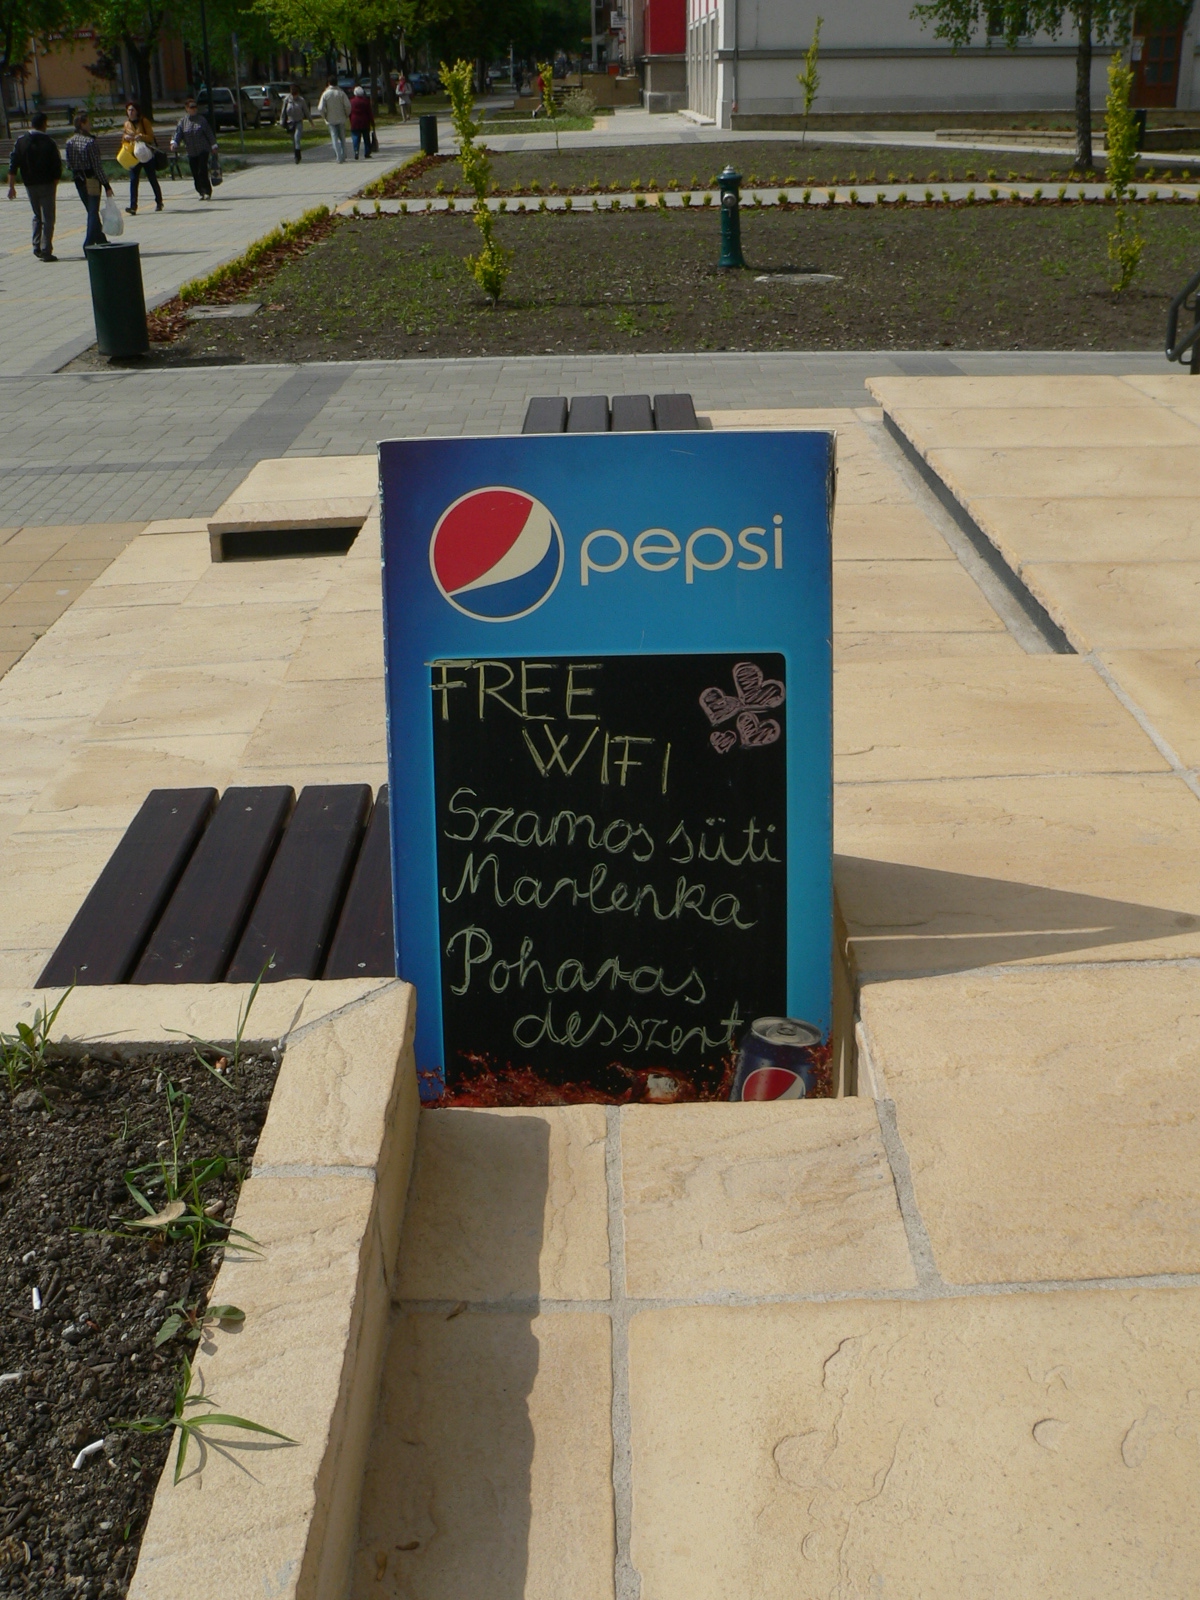 pepsi
FREE
WIFI
Szamos süti
Marlenka
Poharas
desszert